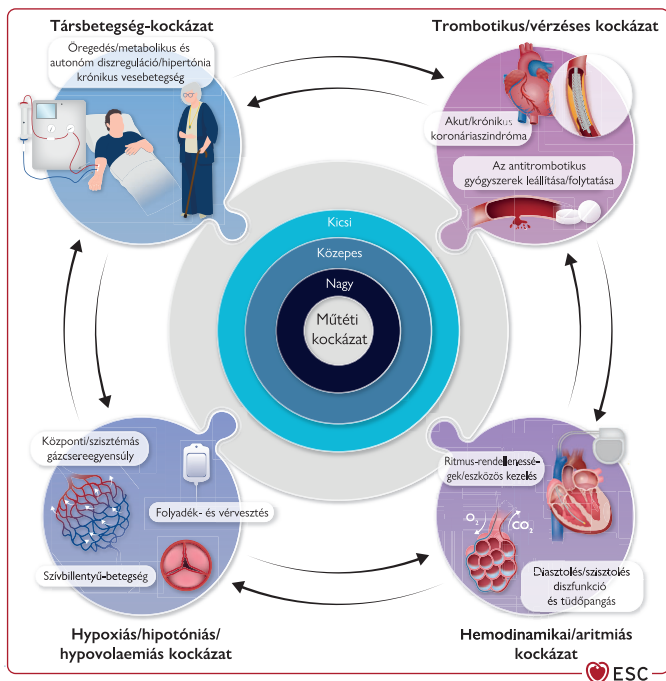 Társbetegség-kockázat
Öregedés/metabolikus és
autonóm diszreguláció/hipertónia
krónikus vesebetegség
Trombotikus/vérzéses kockázat
Akut/krónikus
koronáriaszindróma
Az antitrombotikus
gyógyszerek leállítása/folytatása
Kicsi
Közepes
Nagy
Műtéti
kockázat
Központi/szisztémás
gázcsereegyensúly
Folyadék- és vérvesztés
Szívbillentyű-betegség
Hypoxiás/hipotóniás/
hypovolaemiás kockázat
Ritmus-rendellenessé-
gek/eszközös kezelés
O₂
CO₂
Diasztolés/szisztolés
diszfunkció
és tüdőpangás
Hemodinamikai/aritmiás
kockázat
ESC